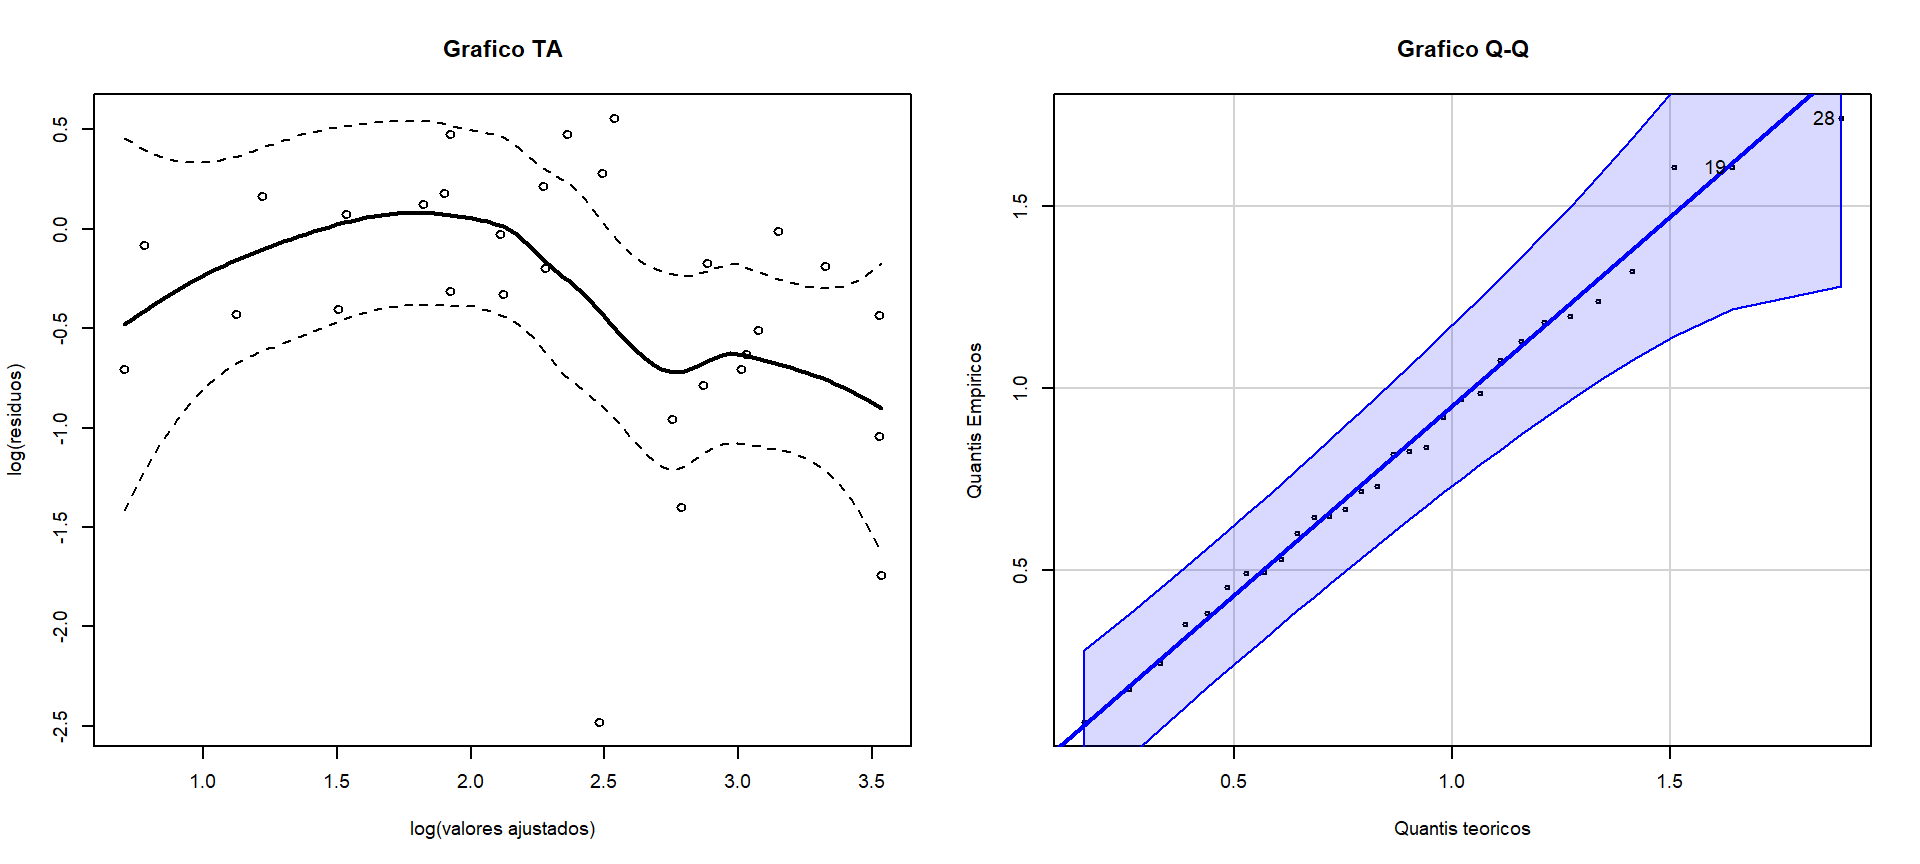 Grafico TA
0.5
0.0
-0.5
-1.0
-1.5
-2.0
-2.5
log(residuos)
1.0 1.5 2.0 2.5 3.0 3.5
log(valores ajustados)
Grafico Q-Q
28
19
1.5
1.0
0.5
Quantis Empiricos
0.5 1.0 1.5
Quantis teoricos